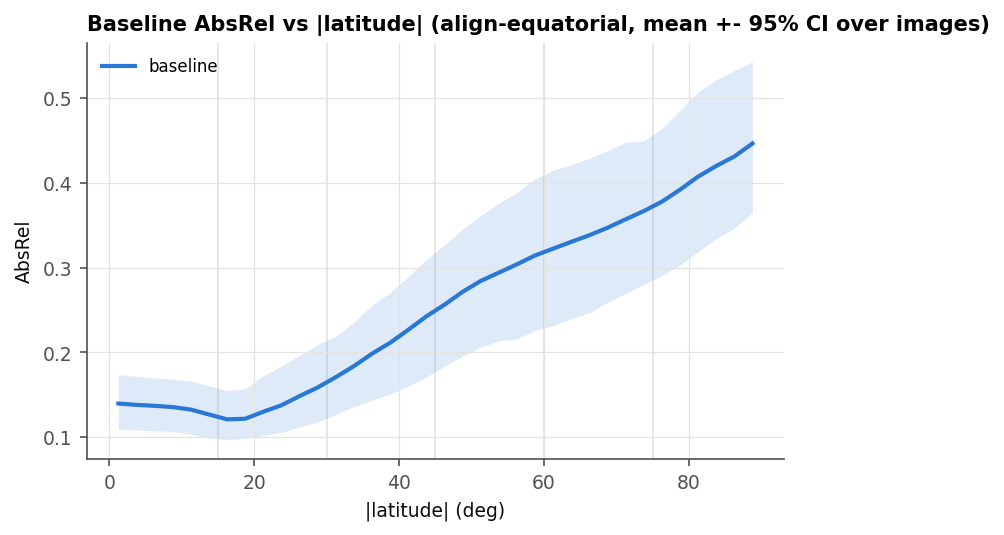 Baseline AbsRel vs |latitude| (align-equatorial, mean +- 95% CI over images)
baseline
0.5
0.4
0.3
0.2
0.1
AbsRel
0 20 40 60 80
|latitude| (deg)